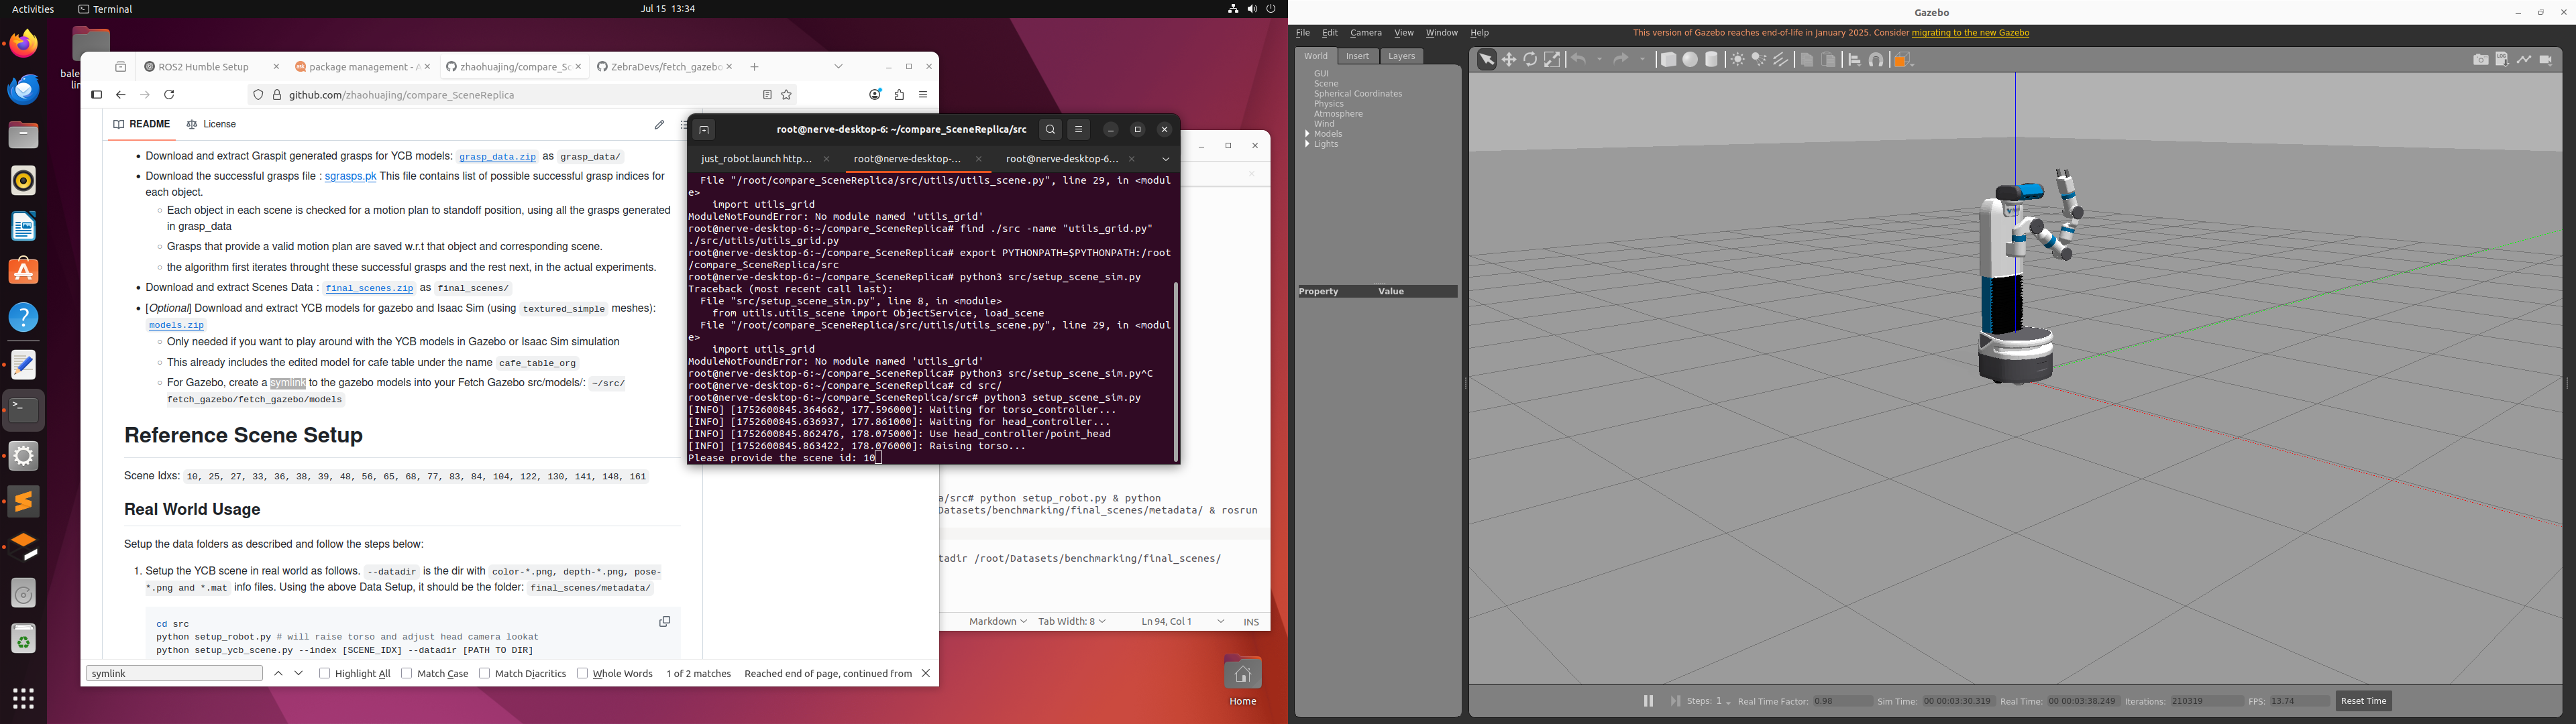 Activities
Terminal
Jul 15 13:34
ROS2 Humble Setup
package management - A
zhaohuajing/compare_Sc
ZebraDevs/fetch_gazebo
github.com/zhaohuajing/compare_SceneReplica
README
License
Download and extract Graspit generated grasps for YCB models: grasp_data.zip as grasp_data/
Download the successful grasps file : sgrasps.pk This file contains list of possible successful grasp indices for
each object.
Each object in each scene is checked for a motion plan to standoff position, using all the grasps generated
in grasp_data
Grasps that provide a valid motion plan are saved w.r.t that object and corresponding scene.
the algorithm first iterates throught these successful grasps and the rest next, in the actual experiments.
Download and extract Scenes Data : final_scenes.zip as final_scenes/
[Optional] Download and extract YCB models for gazebo and Isaac Sim (using textured_simple meshes):
models.zip
Only needed if you want to play around with the YCB models in Gazebo or Isaac Sim simulation
This already includes the edited model for cafe table under the name cafe_table_org
For Gazebo, create a symlink to the gazebo models into your Fetch Gazebo src/models/: ~/src/
fetch_gazebo/fetch_gazebo/models
Reference Scene Setup
Scene Idxs: 10, 25, 27, 33, 36, 38, 39, 48, 56, 65, 68, 77, 83, 84, 104, 122, 130, 141, 148, 161
Real World Usage
Setup the data folders as described and follow the steps below:
1. Setup the YCB scene in real world as follows. --datadir is the dir with color-*.png, depth-*.png, pose-
*.png and *.mat info files. Using the above Data Setup, it should be the folder: final_scenes/metadata/
cd src
python setup_robot.py # will raise torso and adjust head camera lookat
python setup_ycb_scene.py --index [SCENE_IDX] --datadir [PATH TO DIR]
symlink
Highlight All
Match Case
Match Diacritics
Whole Words
1 of 2 matches
Reached end of page, continued from
root@nerve-desktop-6: ~/compare_SceneReplica/src
just_robot.launch http...
root@nerve-desktop-...
root@nerve-desktop-6...
File "/root/compare_SceneReplica/src/utils/utils_scene.py", line 29, in <modul
e>
import utils_grid
ModuleNotFoundError: No module named 'utils_grid'
root@nerve-desktop-6:~/compare_SceneReplica# find ./src -name "utils_grid.py"
./src/utils/utils_grid.py
root@nerve-desktop-6:~/compare_SceneReplica# export PYTHONPATH=$PYTHONPATH:/root
/compare_SceneReplica/src
root@nerve-desktop-6:~/compare_SceneReplica# python3 src/setup_scene_sim.py
Traceback (most recent call last):
File "src/setup_scene_sim.py", line 8, in <module>
from utils.utils_scene import ObjectService, load_scene
File "/root/compare_SceneReplica/src/utils/utils_scene.py", line 29, in <modul
e>
import utils_grid
ModuleNotFoundError: No module named 'utils_grid'
root@nerve-desktop-6:~/compare_SceneReplica# python3 src/setup_scene_sim.py^C
root@nerve-desktop-6:~/compare_SceneReplica# cd src/
root@nerve-desktop-6:~/compare_SceneReplica/src# python3 setup_scene_sim.py
[INFO] [1752600845.364662, 177.596000]: Waiting for torso_controller...
[INFO] [1752600845.636937, 177.861000]: Waiting for head_controller...
[INFO] [1752600845.862476, 178.075000]: Use head_controller/point_head
[INFO] [1752600845.863422, 178.076000]: Raising torso...
Please provide the scene id: 10
a/src# python setup_robot.py & python
Datasets/benchmarking/final_scenes/metadata/ & rosrun
tadir /root/Datasets/benchmarking/final_scenes/
Markdown
Tab Width: 8
Ln 94, Col 1
INS
Home
Gazebo
File
Edit
Camera
View
Window
Help
This version of Gazebo reaches end-of-life in January 2025. Consider migrating to the new Gazebo
World
Insert
Layers
GUI
Scene
Spherical Coordinates
Physics
Atmosphere
Wind
Models
Lights
Property
Value
Steps: 1
Real Time Factor: 0.98
Sim Time: 00 00:03:30.319
Real Time: 00 00:03:38.249
Iterations: 210319
FPS: 13.74
Reset Time